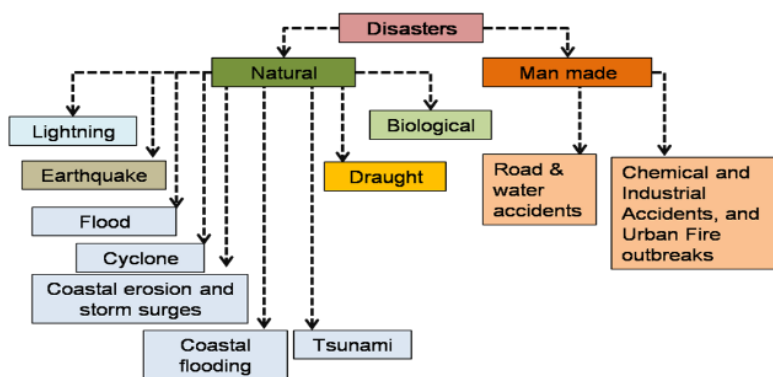 Disasters
Natural
Man made
Lightning
Biological
Earthquake
Draught
Road &
water
accidents
Chemical and
Industrial
Accidents, and
Urban Fire
outbreaks
Flood
Cyclone
Coastal erosion and
storm surges
Coastal
flooding
Tsunami